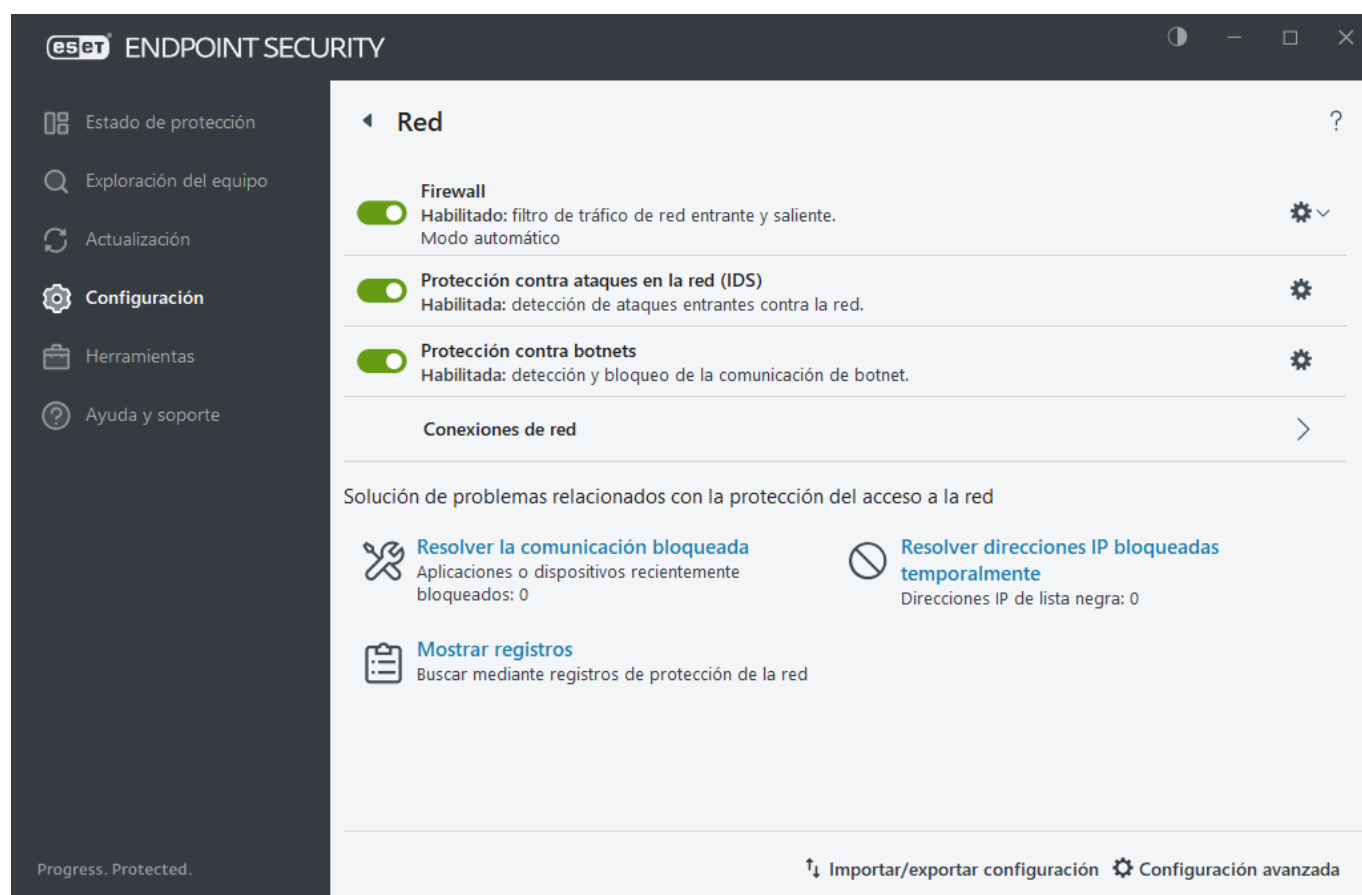 eset ENDPOINT SECURITY
Estado de protección
Exploración del equipo
Actualización
Configuración
Herramientas
Ayuda y soporte
Progress. Protected.
Red
?
Firewall
Habilitado: filtro de tráfico de red entrante y saliente.
Modo automático
Protección contra ataques en la red (IDS)
Habilitada: detección de ataques entrantes contra la red.
Protección contra botnets
Habilitada: detección y bloqueo de la comunicación de botnet.
Conexiones de red
Solución de problemas relacionados con la protección del acceso a la red
Resolver la comunicación bloqueada
Aplicaciones o dispositivos recientemente
bloqueados: 0
Resolver direcciones IP bloqueadas
temporalmente
Direcciones IP de lista negra: 0
Mostrar registros
Buscar mediante registros de protección de la red
Importar/exportar configuración
Configuración avanzada